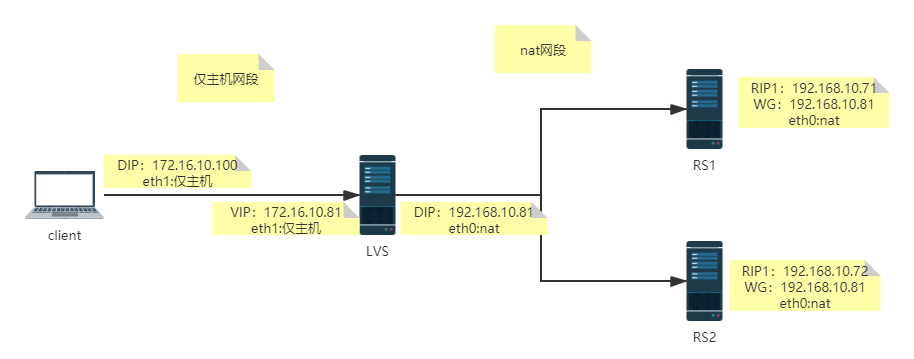 仅主机网段
nat网段
DIP：172.16.10.100
eth1:仅主机
client
VIP：172.16.10.81
eth1:仅主机
LVS
DIP：192.168.10.81
eth0:nat
RIP1：192.168.10.71
WG：192.168.10.81
eth0:nat
RS1
RIP1：192.168.10.72
WG：192.168.10.81
eth0:nat
RS2